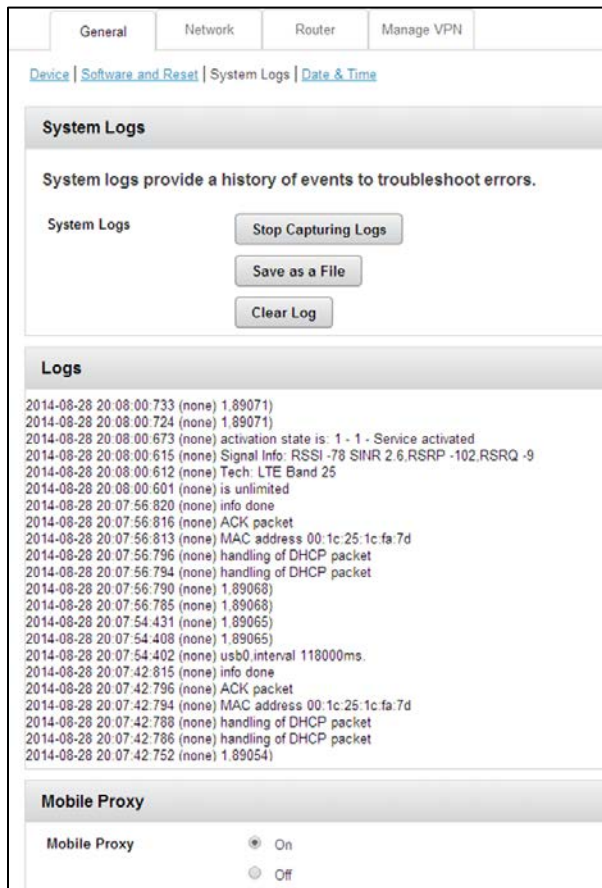 General Network Router Manage VPN
Device | Software and Reset | System Logs | Date & Time
System Logs
System logs provide a history of events to troubleshoot errors.
System Logs
Stop Capturing Logs
Save as a File
Clear Log
Logs
2014-08-28 20:08:00:733 (none) 1,89071)
2014-08-28 20:08:00:724 (none) 1,89071)
2014-08-28 20:08:00:673 (none) activation state is: 1 - 1 - Service activated
2014-08-28 20:08:00:615 (none) Signal Info: RSSI -78 SINR 2.6,RSRP -102,RSRQ -9
2014-08-28 20:08:00:612 (none) Tech: LTE Band 25
2014-08-28 20:08:00:601 (none) is unlimited
2014-08-28 20:07:56:820 (none) info done
2014-08-28 20:07:56:816 (none) ACK packet
2014-08-28 20:07:56:813 (none) MAC address 00:1c:25:1c:fa:7d
2014-08-28 20:07:56:796 (none) handling of DHCP packet
2014-08-28 20:07:56:794 (none) handling of DHCP packet
2014-08-28 20:07:56:790 (none) 1,89068)
2014-08-28 20:07:56:785 (none) 1,89068)
2014-08-28 20:07:54:431 (none) 1,89065)
2014-08-28 20:07:54:408 (none) 1,89065)
2014-08-28 20:07:54:402 (none) usb0,interval 118000ms.
2014-08-28 20:07:42:815 (none) info done
2014-08-28 20:07:42:796 (none) ACK packet
2014-08-28 20:07:42:794 (none) MAC address 00:1c:25:1c:fa:7d
2014-08-28 20:07:42:788 (none) handling of DHCP packet
2014-08-28 20:07:42:786 (none) handling of DHCP packet
2014-08-28 20:07:42:752 (none) 1,89054)
Mobile Proxy
Mobile Proxy On
Off